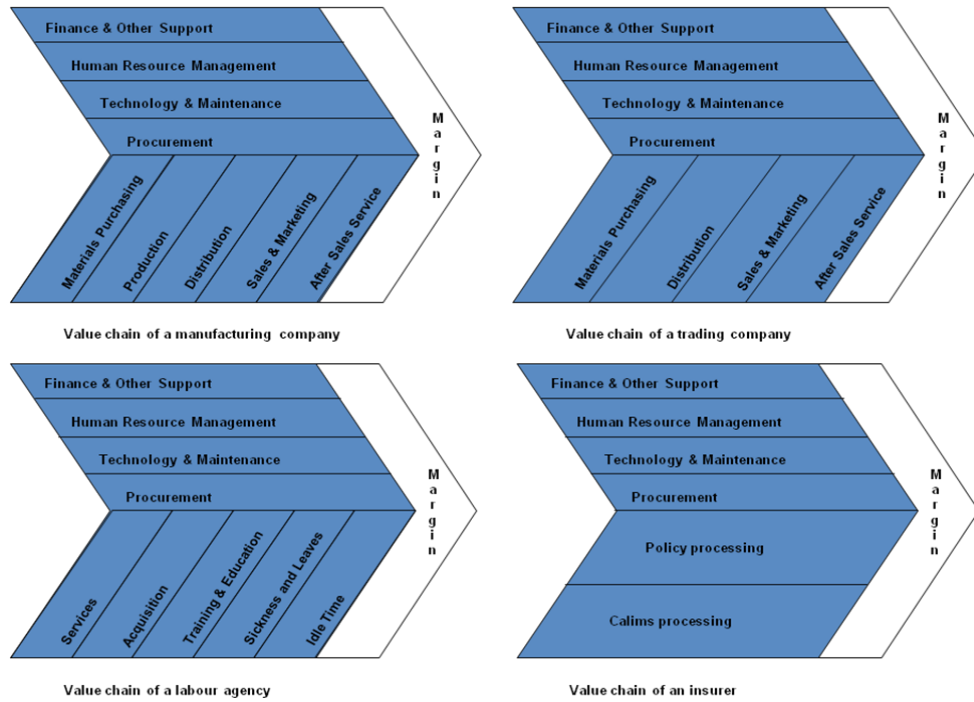 Finance & Other Support
Human Resource Management
Technology & Maintenance
Procurement
Materials Purchasing
Production
Distribution
Sales & Marketing
After Sales Service
Margin
Value chain of a manufacturing company
Finance & Other Support
Human Resource Management
Technology & Maintenance
Procurement
Materials Purchasing
Distribution
Sales & Marketing
After Sales Service
Margin
Value chain of a trading company
Finance & Other Support
Human Resource Management
Technology & Maintenance
Procurement
Services
Acquisition
Training & Education
Sickness and Leaves
Idle Time
Margin
Value chain of a labour agency
Finance & Other Support
Human Resource Management
Technology & Maintenance
Procurement
Policy processing
Calims processing
Margin
Value chain of an insurer